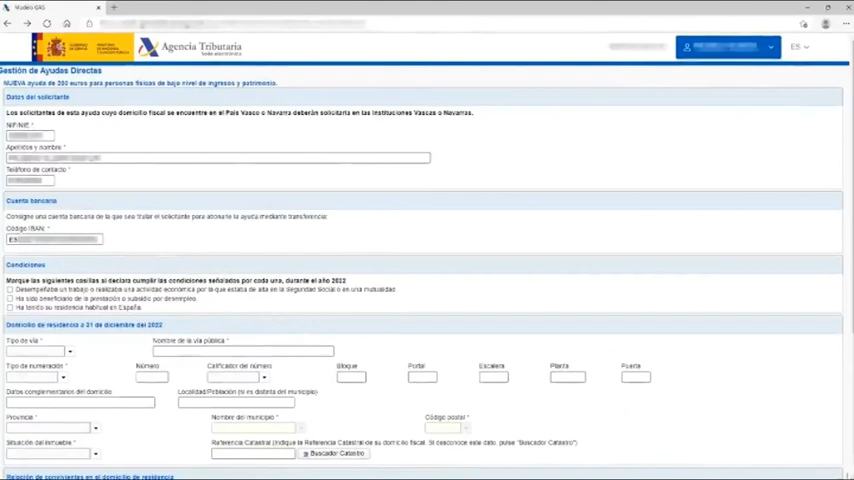 Modelo GAS
GOBIERNO DE ESPAÑA
MINISTERIO DE HACIENDA Y FUNCIÓN PÚBLICA
Agencia Tributaria
Sede electrónica
ES
Gestión de Ayudas Directas
NUEVA ayuda de 200 euros para personas físicas de bajo nivel de ingresos y patrimonio.
Datos del solicitante
Los solicitantes de esta ayuda cuyo domicilio fiscal se encuentre en el País Vasco o Navarra deberán solicitarla en las Instituciones Vascas o Navarras.
NIF/NIE *
Apellidos y nombre *
Teléfono de contacto *
Cuenta bancaria
Consigne una cuenta bancaria de la que sea titular el solicitante para abonarle la ayuda mediante transferencia:
Código IBAN: *
ES
Condiciones
Marque las siguientes casillas si declara cumplir las condiciones señaladas por cada una, durante el año 2022
Desempeñaba un trabajo o realizaba una actividad económica por la que estaba de alta en la Seguridad Social o en una mutualidad
Ha sido beneficiario de la prestación o subsidio por desempleo.
Ha tenido su residencia habitual en España.
Domicilio de residencia a 31 de diciembre del 2022
Tipo de vía * Nombre de la vía pública *
Tipo de numeración * Número Calificador del número Bloque Portal Escalera Planta Puerta
Datos complementarios del domicilio Localidad/Población (si es distinta del municipio)
Provincia * Nombre del municipio * Código postal *
Situación del inmueble * Referencia Catastral (Indique la Referencia Catastral de su domicilio fiscal. Si desconoce este dato, pulse "Buscador Catastro")
Buscador Catastro
Relación de convivientes en el domicilio de residencia